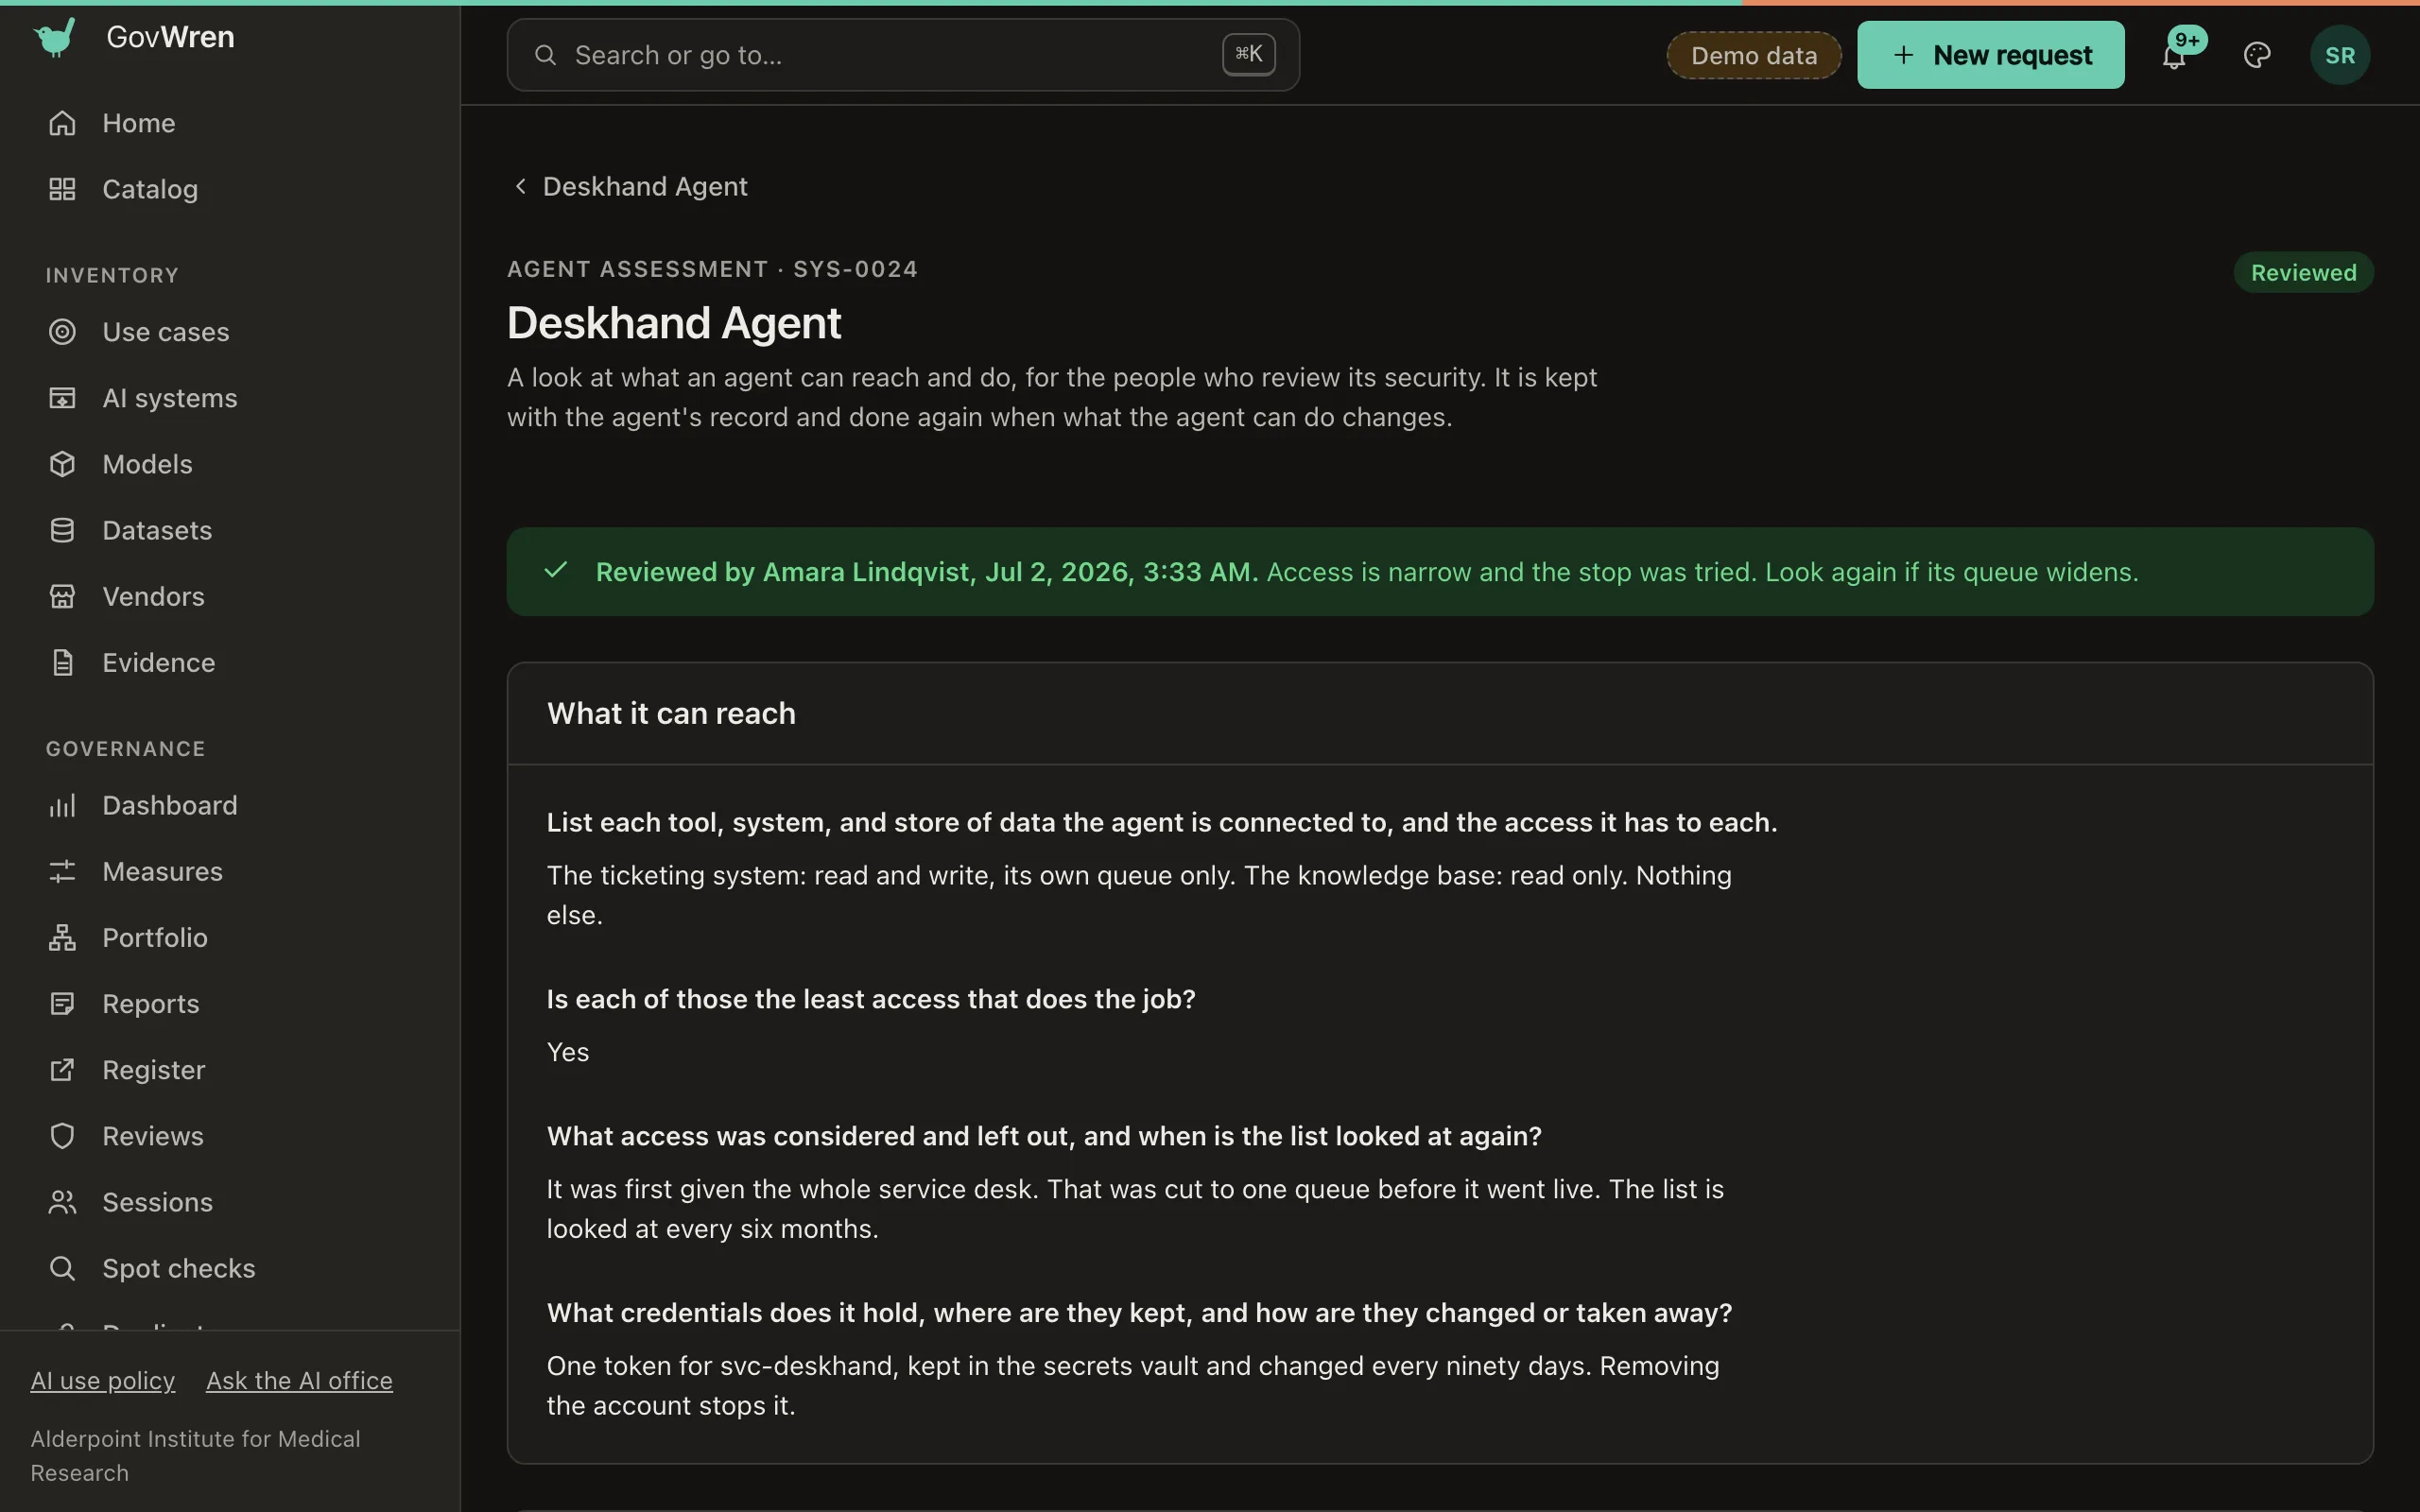 GovWren
Search or go to...
⌘K
Demo data
New request
9+
SR
Home
Catalog
INVENTORY
Use cases
AI systems
Models
Datasets
Vendors
Evidence
GOVERNANCE
Dashboard
Measures
Portfolio
Reports
Register
Reviews
Sessions
Spot checks
AI use policy
Ask the AI office
Alderpoint Institute for Medical
Research
Deskhand Agent
AGENT ASSESSMENT · SYS-0024
Reviewed
Deskhand Agent
A look at what an agent can reach and do, for the people who review its security. It is kept
with the agent's record and done again when what the agent can do changes.
Reviewed by Amara Lindqvist, Jul 2, 2026, 3:33 AM. Access is narrow and the stop was tried. Look again if its queue widens.
What it can reach
List each tool, system, and store of data the agent is connected to, and the access it has to each.
The ticketing system: read and write, its own queue only. The knowledge base: read only. Nothing
else.
Is each of those the least access that does the job?
Yes
What access was considered and left out, and when is the list looked at again?
It was first given the whole service desk. That was cut to one queue before it went live. The list is
looked at every six months.
What credentials does it hold, where are they kept, and how are they changed or taken away?
One token for svc-deskhand, kept in the secrets vault and changed every ninety days. Removing
the account stops it.